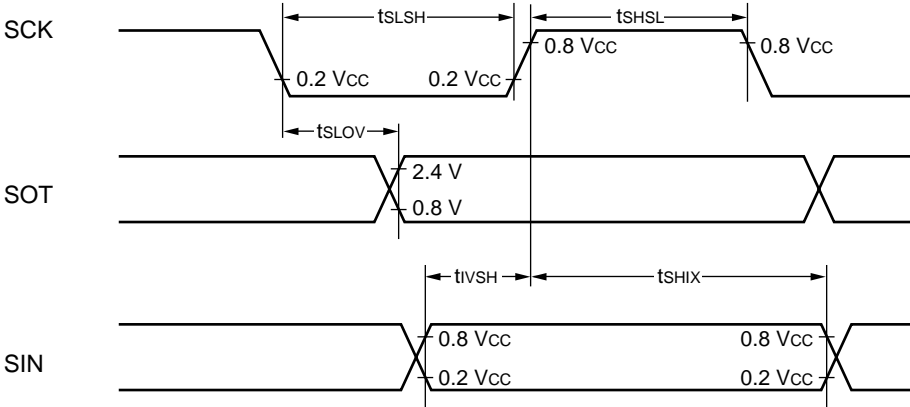 tSLSH tSHSL
SCK
0.8 VCC 0.8 VCC
0.2 VCC 0.2 VCC
tSLOV
2.4 V
SOT
0.8 V
tIVSH tSHIX
0.8 VCC 0.8 VCC
SIN
0.2 VCC 0.2 VCC